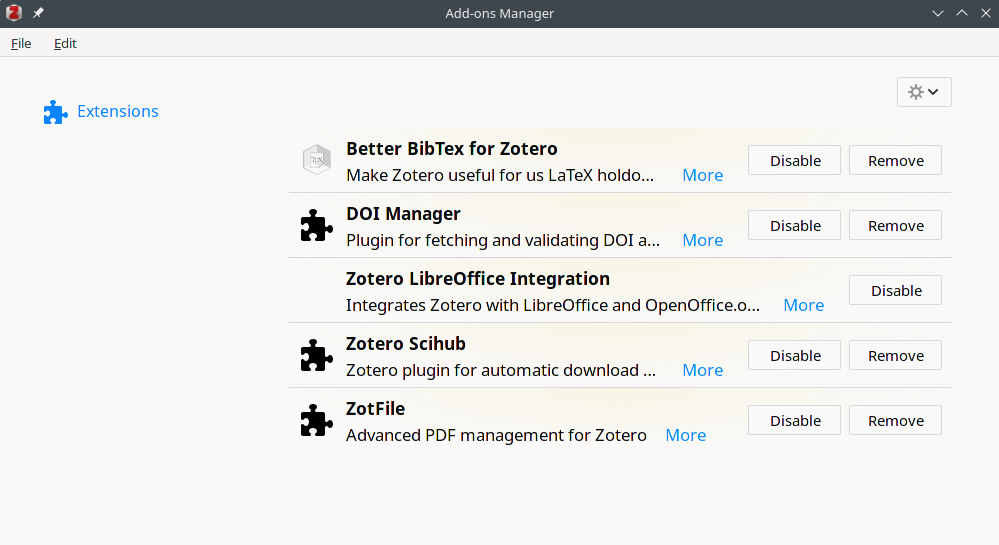 Add-ons Manager
File Edit
Extensions
Better BibTex for Zotero
Make Zotero useful for us LaTeX holdo... More
Disable Remove
DOI Manager
Plugin for fetching and validating DOI a... More
Disable Remove
Zotero LibreOffice Integration
Integrates Zotero with LibreOffice and OpenOffice.o... More
Disable
Zotero Scihub
Zotero plugin for automatic download ... More
Disable Remove
ZotFile
Advanced PDF management for Zotero More
Disable Remove